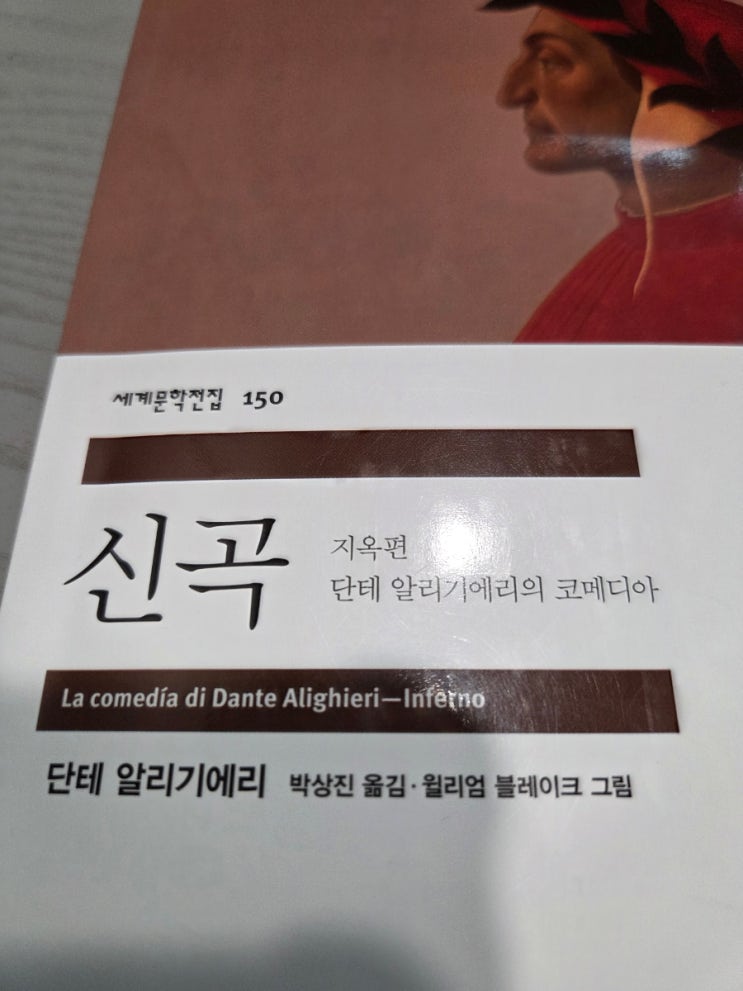 세계문학전집 150
신곡
지옥편
단테 알리기에리의 코메디아
La comedía di Dante Alighieri—Inferno
단테 알리기에리 박상진 옮김·윌리엄 블레이크 그림